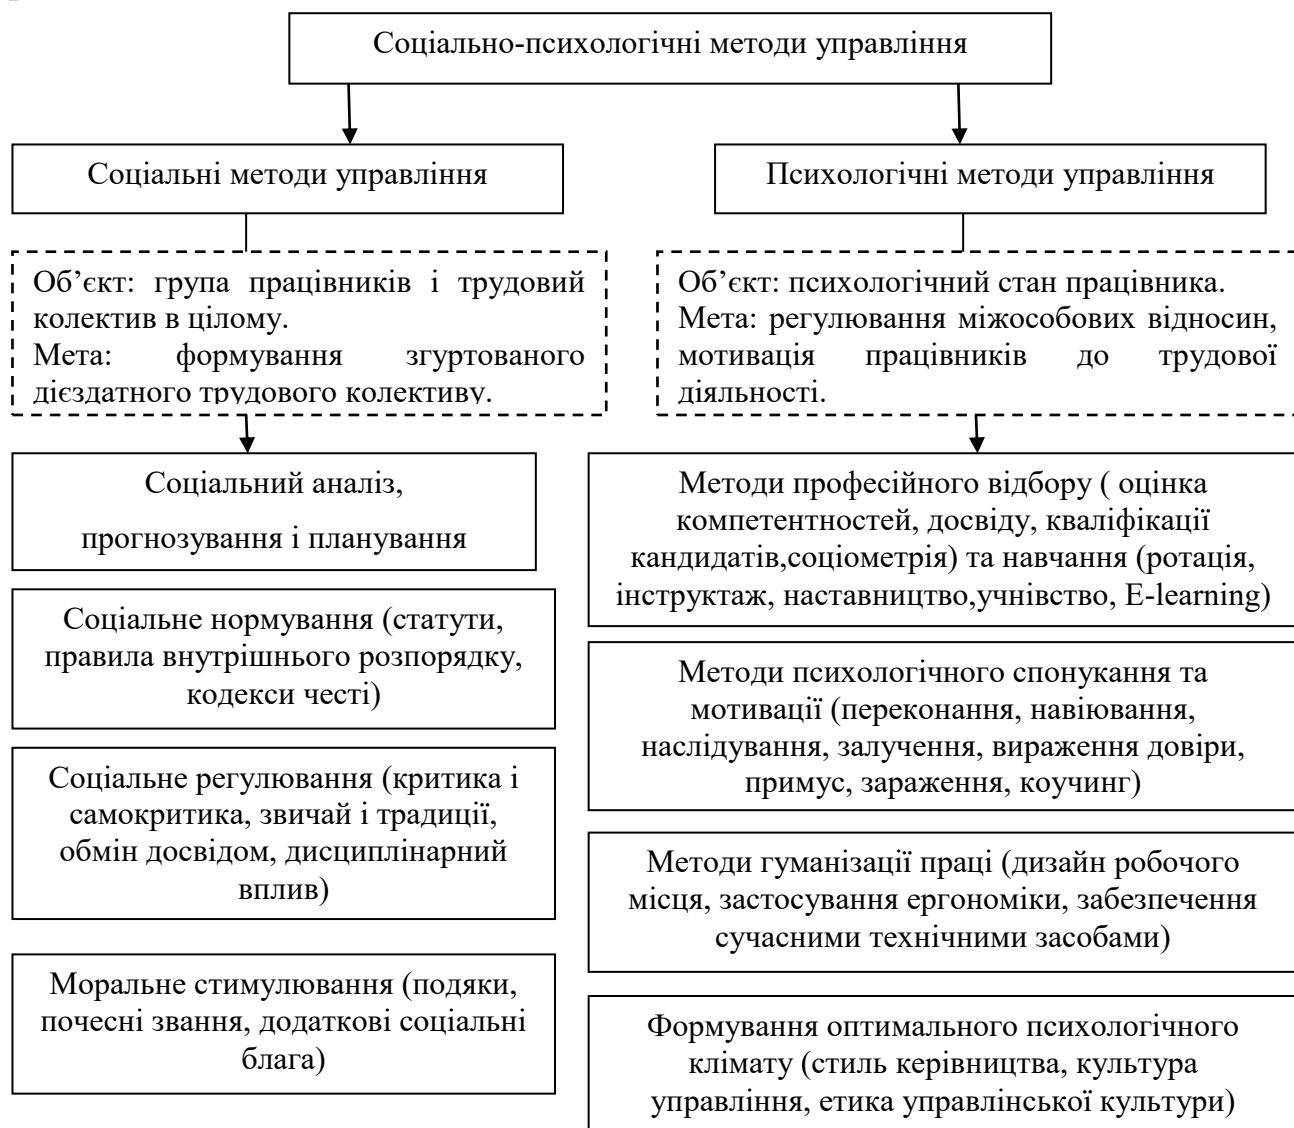 Соціально-психологічні методи управління
Соціальні методи управління
Об’єкт: група працівників і трудовий
колектив в цілому.
Мета: формування згуртованого
дієздатного трудового колективу.
Соціальний аналіз,
прогнозування і планування
Соціальне нормування (статути,
правила внутрішнього розпорядку,
кодекси честі)
Соціальне регулювання (критика і
самокритика, звичай і традиції,
обмін досвідом, дисциплінарний
вплив)
Моральне стимулювання (подяки,
почесні звання, додаткові соціальні
блага)
Психологічні методи управління
Об’єкт: психологічний стан працівника.
Мета: регулювання міжособових відносин,
мотивація працівників до трудової
діяльності.
Методи професійного відбору ( оцінка
компетентностей, досвіду, кваліфікації
кандидатів,соціометрія) та навчання (ротація,
інструктаж, наставництво,учнівство, E-learning)
Методи психологічного спонукання та
мотивації (переконання, навіювання,
наслідування, залучення, вираження довіри,
примус, зараження, коучинг)
Методи гуманізації праці (дизайн робочого
місця, застосування ергономіки, забезпечення
сучасними технічними засобами)
Формування оптимального психологічного
клімату (стиль керівництва, культура
управління, етика управлінської культури)